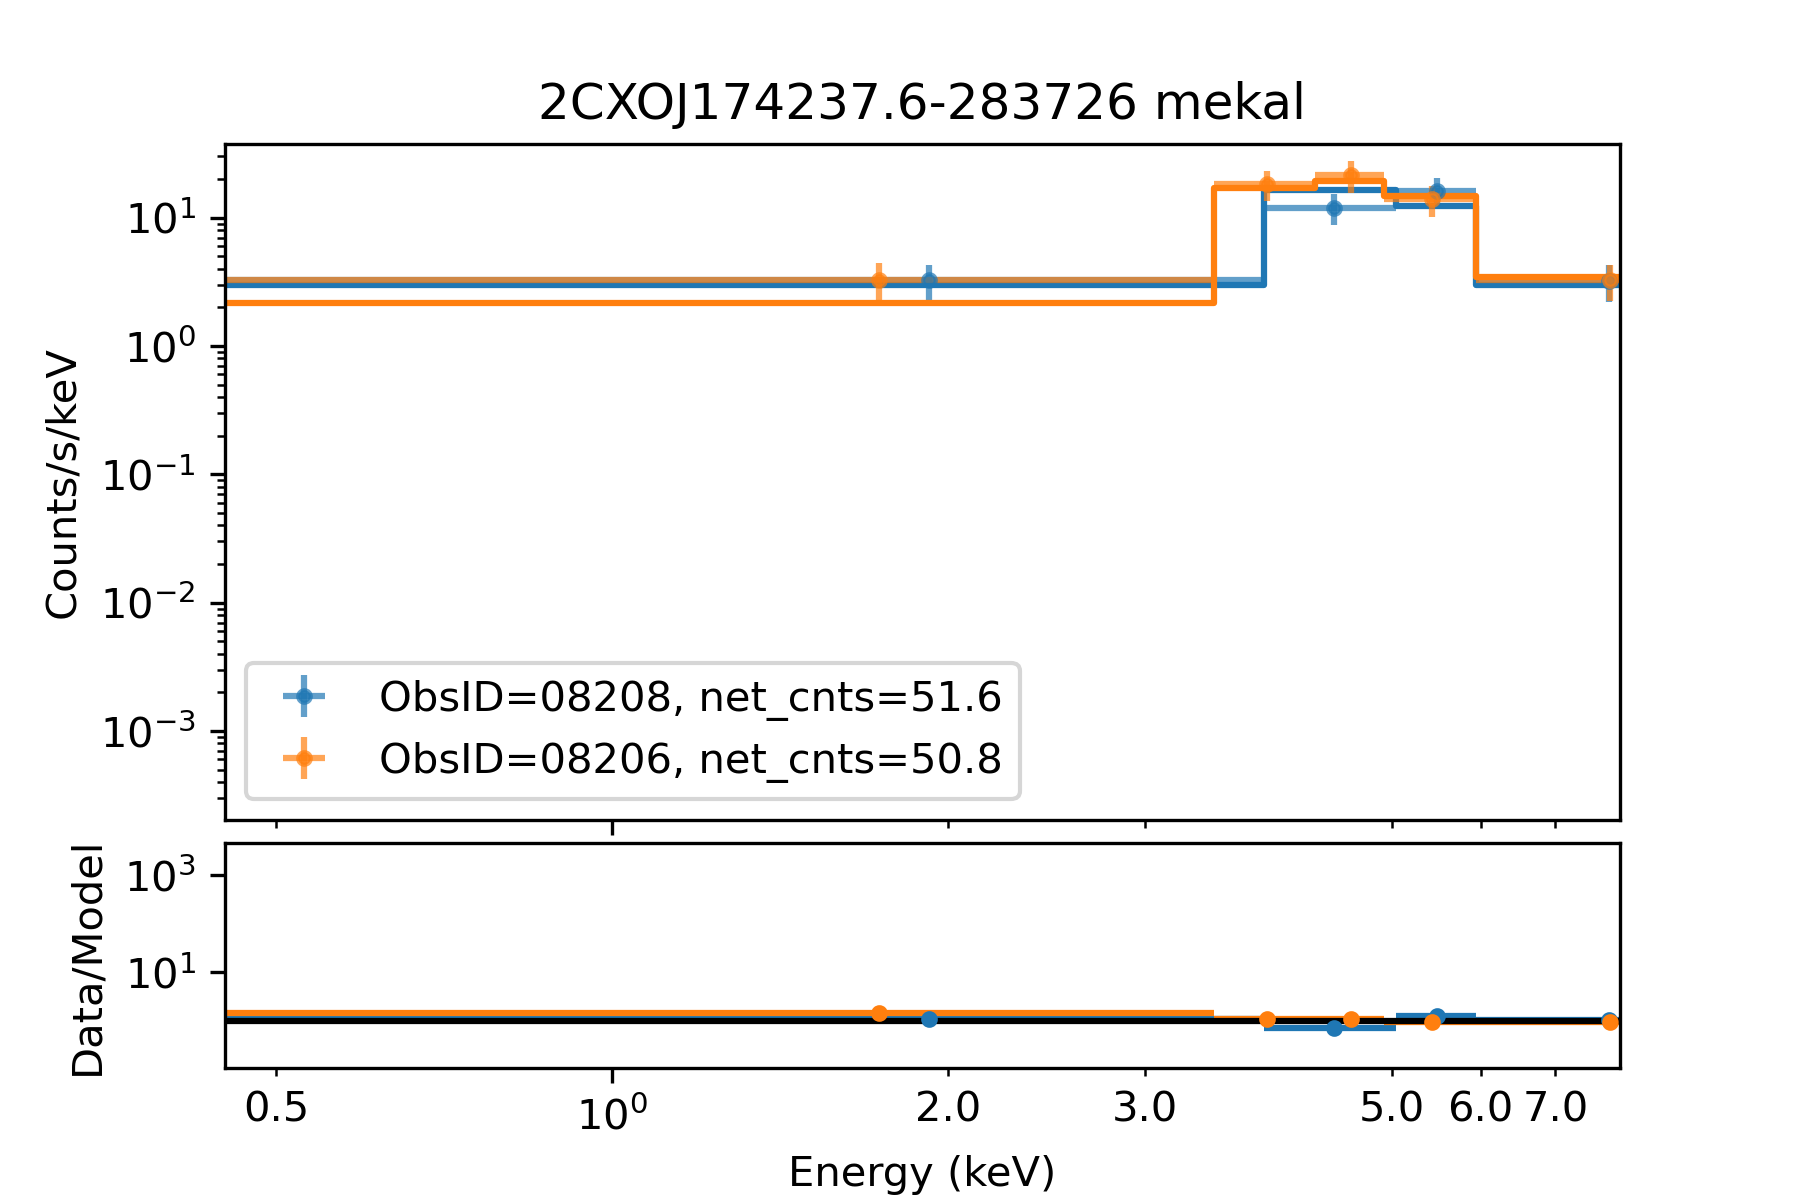 2CXOJ174237.6-283726 mekal
Counts/s/keV
10¹
10⁰
10⁻¹
10⁻²
10⁻³
ObsID=08208, net_cnts=51.6
ObsID=08206, net_cnts=50.8
Data/Model
10³
10¹
0.5 10⁰ 2.0 3.0 5.0 6.0 7.0
Energy (keV)